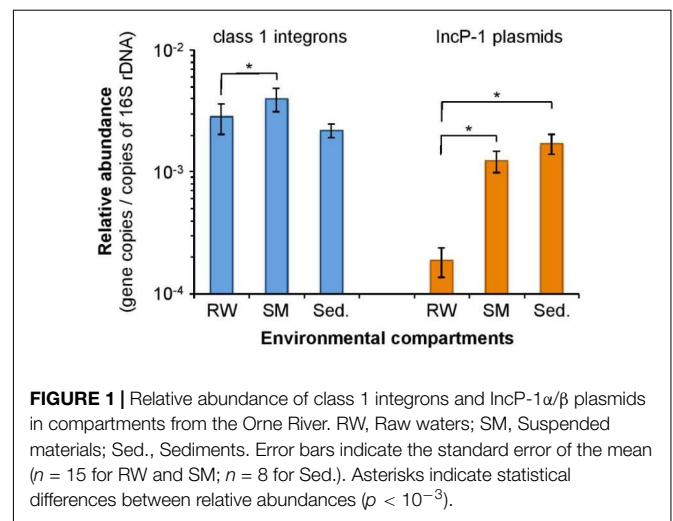 class 1 integrons IncP-1 plasmids
10⁻²
*
*
*
Relative abundance
(gene copies / copies of 16S rDNA)
10⁻³
10⁻⁴
RW SM Sed. RW SM Sed.
Environmental compartments
FIGURE 1 | Relative abundance of class 1 integrons and IncP-1α/β plasmids
in compartments from the Orne River. RW, Raw waters; SM, Suspended
materials; Sed., Sediments. Error bars indicate the standard error of the mean
(n = 15 for RW and SM; n = 8 for Sed.). Asterisks indicate statistical
differences between relative abundances (p < 10⁻³).